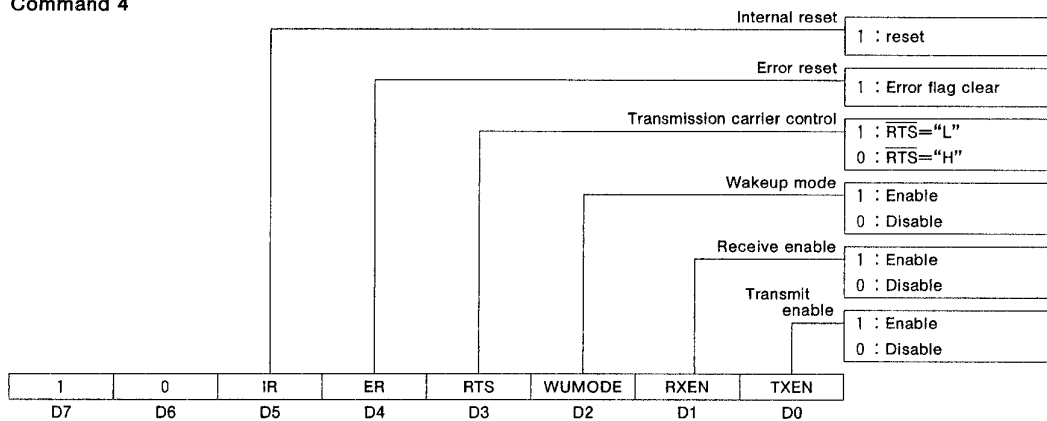 Command 4
Internal reset
1 : reset
Error reset
1 : Error flag clear
Transmission carrier control
1 : R̅T̅S̅="L"
0 : R̅T̅S̅="H"
Wakeup mode
1 : Enable
0 : Disable
Receive enable
1 : Enable
0 : Disable
Transmit
enable
1 : Enable
0 : Disable
1 0 IR ER RTS WUMODE RXEN TXEN
D7 D6 D5 D4 D3 D2 D1 D0